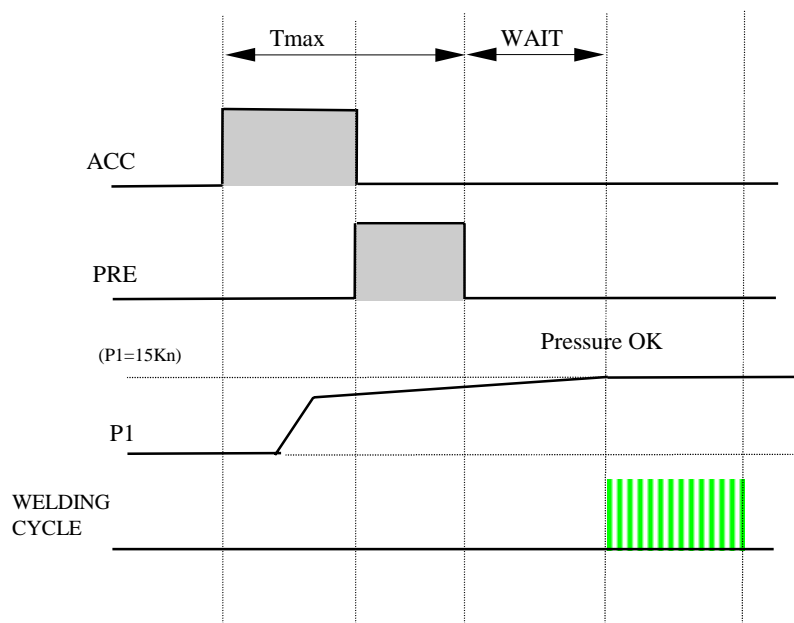 Tmax
WAIT
ACC
PRE
Pressure OK
(P1=15Kn)
P1
WELDING
CYCLE